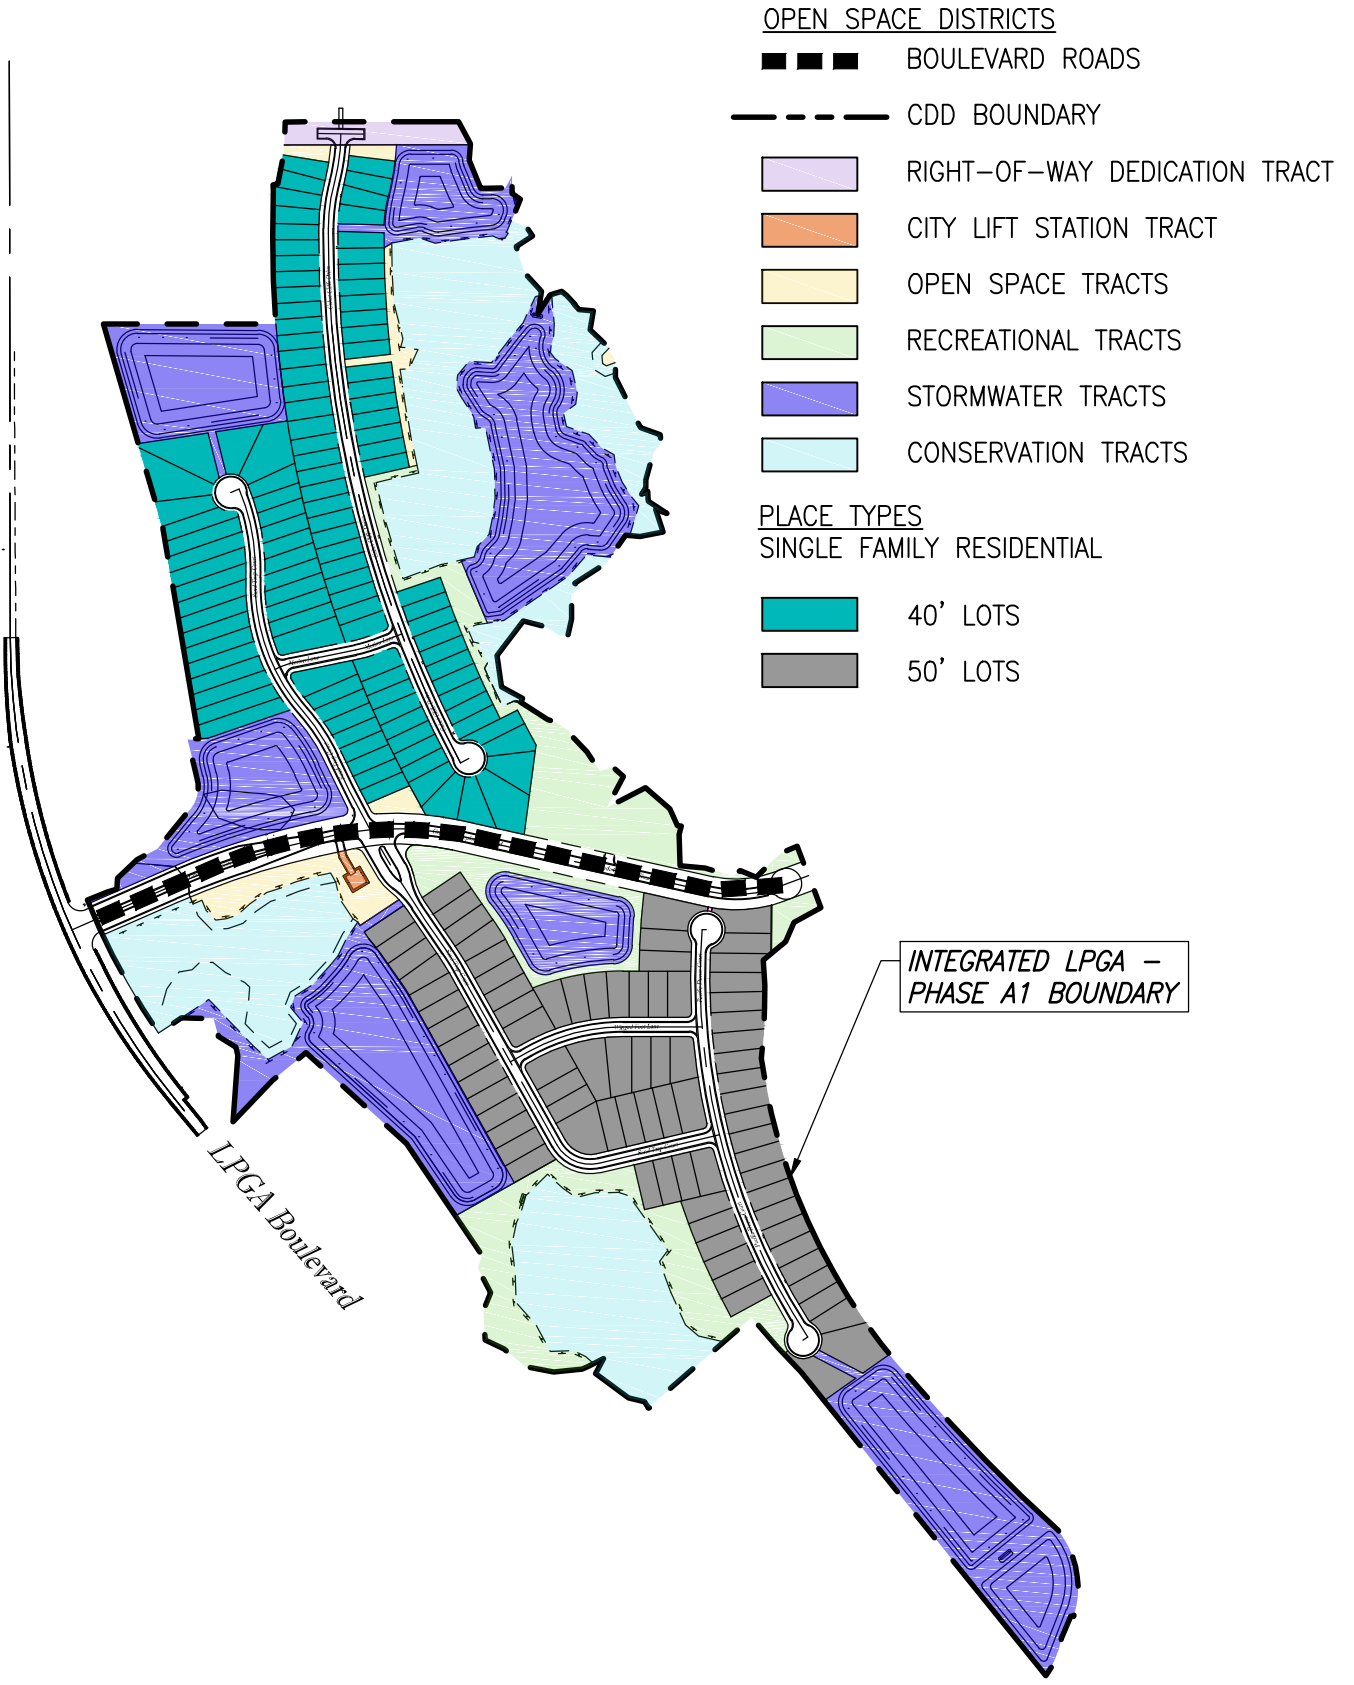 OPEN SPACE DISTRICTS
BOULEVARD ROADS
CDD BOUNDARY
RIGHT-OF-WAY DEDICATION TRACT
CITY LIFT STATION TRACT
OPEN SPACE TRACTS
RECREATIONAL TRACTS
STORMWATER TRACTS
CONSERVATION TRACTS
PLACE TYPES
SINGLE FAMILY RESIDENTIAL
40' LOTS
50' LOTS
INTEGRATED LPGA -
PHASE A1 BOUNDARY
LPGA Boulevard